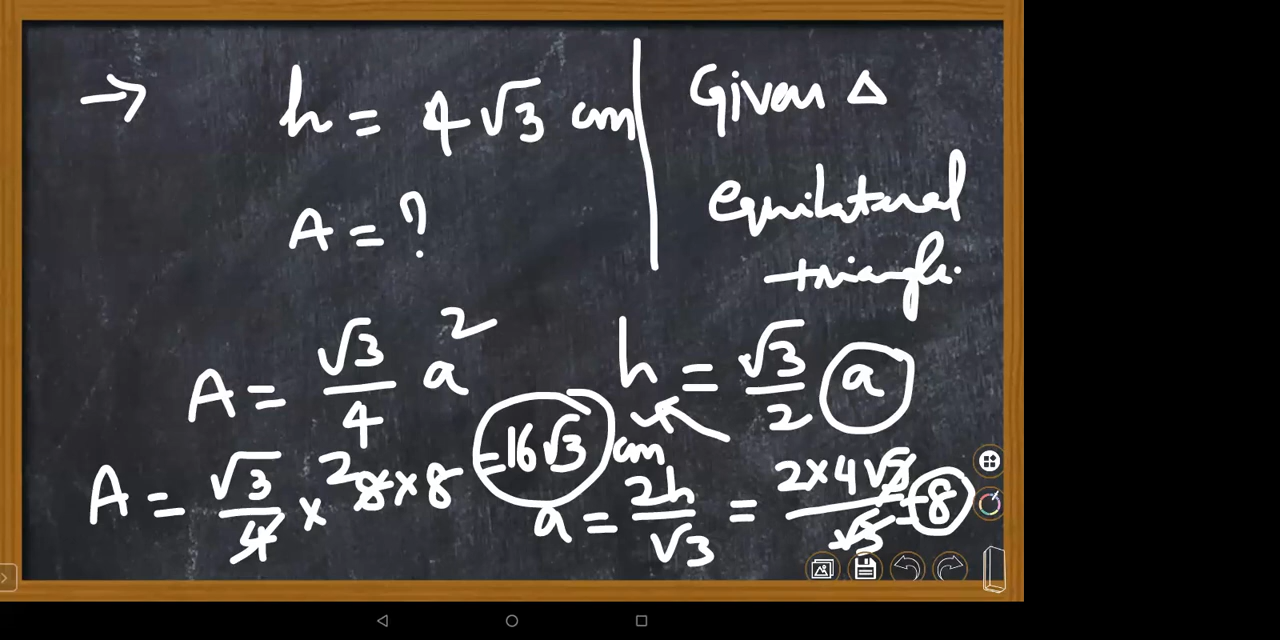 → h = 4√3 cm
A = ?
Given Δ
equilateral
triangle.
A = √3/4 a²
h = √3/2 a
a = 2h/√3 = 2×4√3/√3 = 8
A = √3/4 × 2 8×8 = 16√3 cm